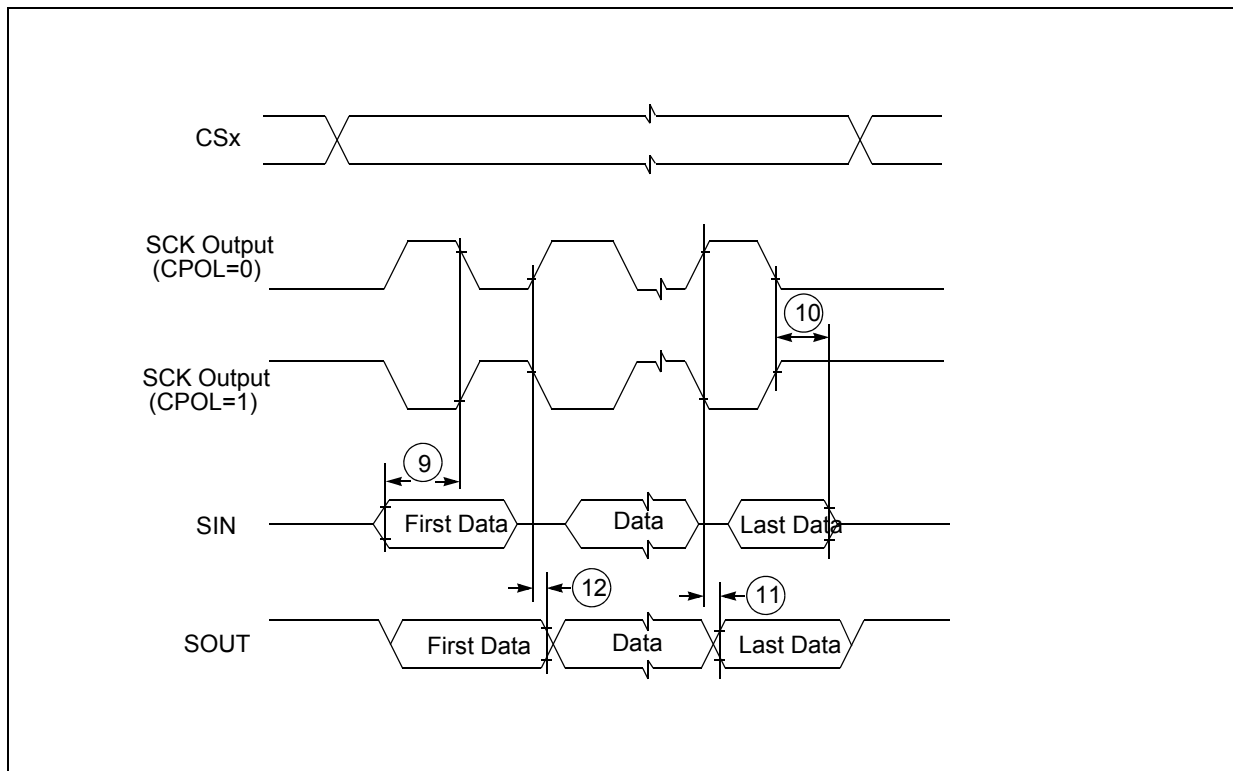 CSx
SCK Output
(CPOL=0)
10
SCK Output
(CPOL=1)
9
SIN
First Data
Data
Last Data
12
11
SOUT
First Data
Data
Last Data